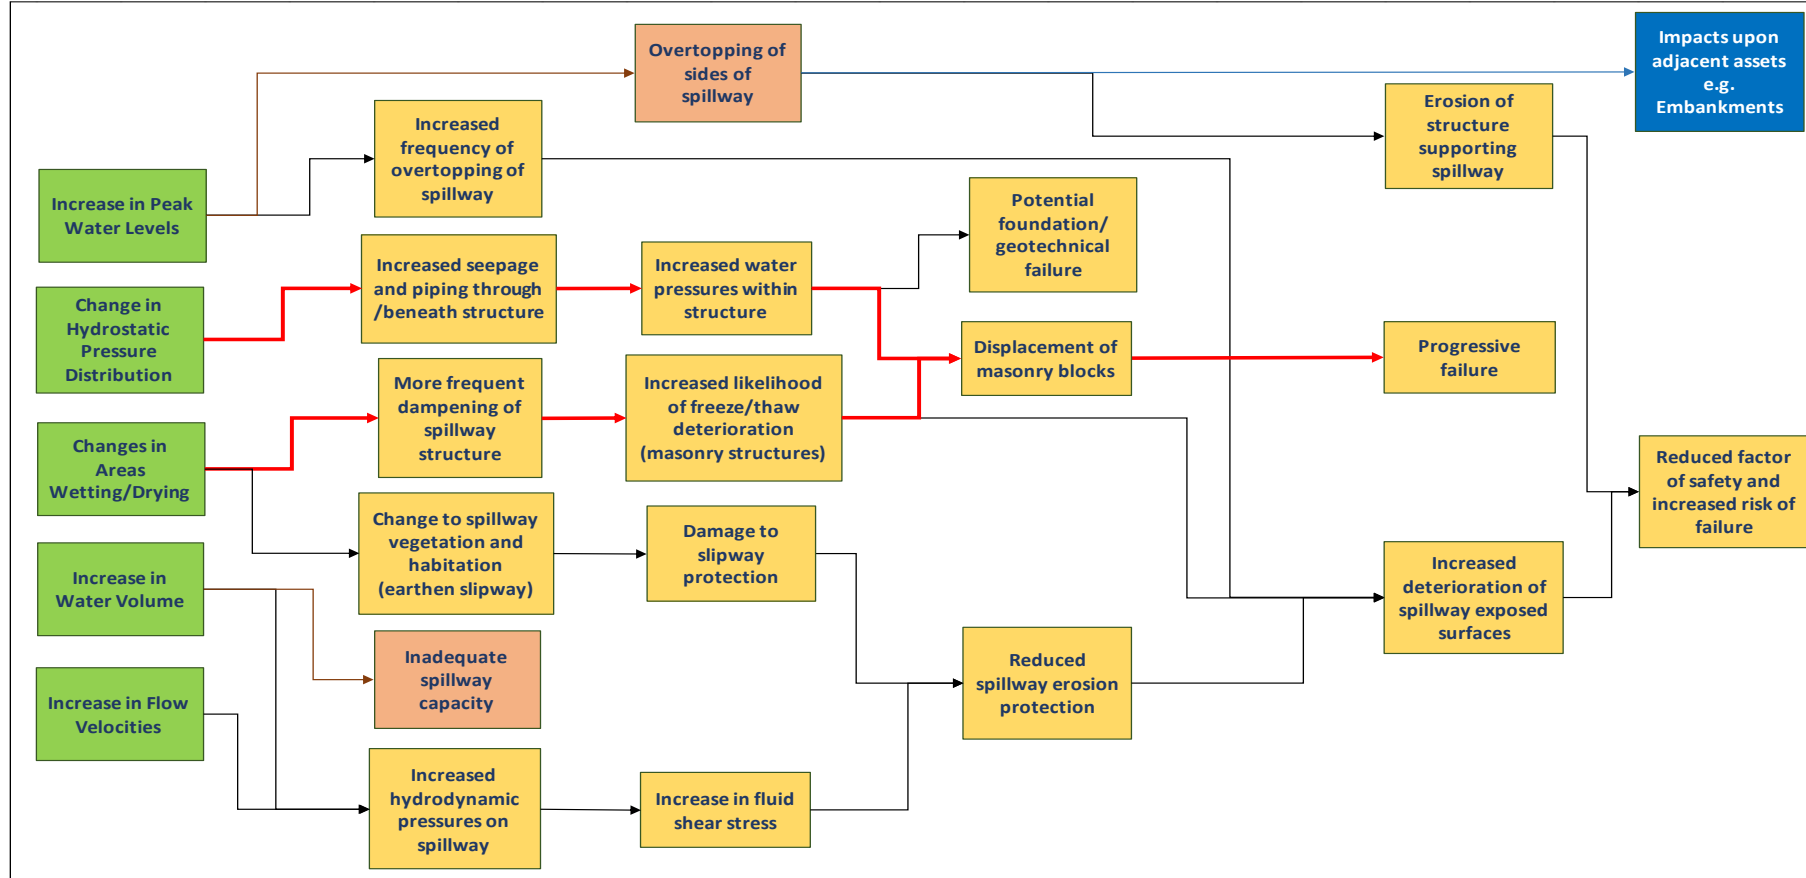 Overtopping of
sides of
spillway
Impacts upon
adjacent assets
e.g.
Embankments
Increased
frequency of
overtopping of
spillway
Erosion of
structure
supporting
spillway
Increase in Peak
Water Levels
Potential
foundation/
geotechnical
failure
Increased seepage
and piping through
/beneath structure
Increased water
pressures within
structure
Change in
Hydrostatic
Pressure
Distribution
Displacement of
masonry blocks
Progressive
failure
More frequent
dampening of
spillway
structure
Increased likelihood
of freeze/thaw
deterioration
(masonry structures)
Changes in
Areas
Wetting/Drying
Reduced factor
of safety and
increased risk of
failure
Change to spillway
vegetation and
habitation
(earthen slipway)
Damage to
slipway
protection
Increase in
Water Volume
Increased
deterioration of
spillway exposed
surfaces
Inadequate
spillway
capacity
Reduced
spillway erosion
protection
Increase in Flow
Velocities
Increased
hydrodynamic
pressures on
spillway
Increase in fluid
shear stress